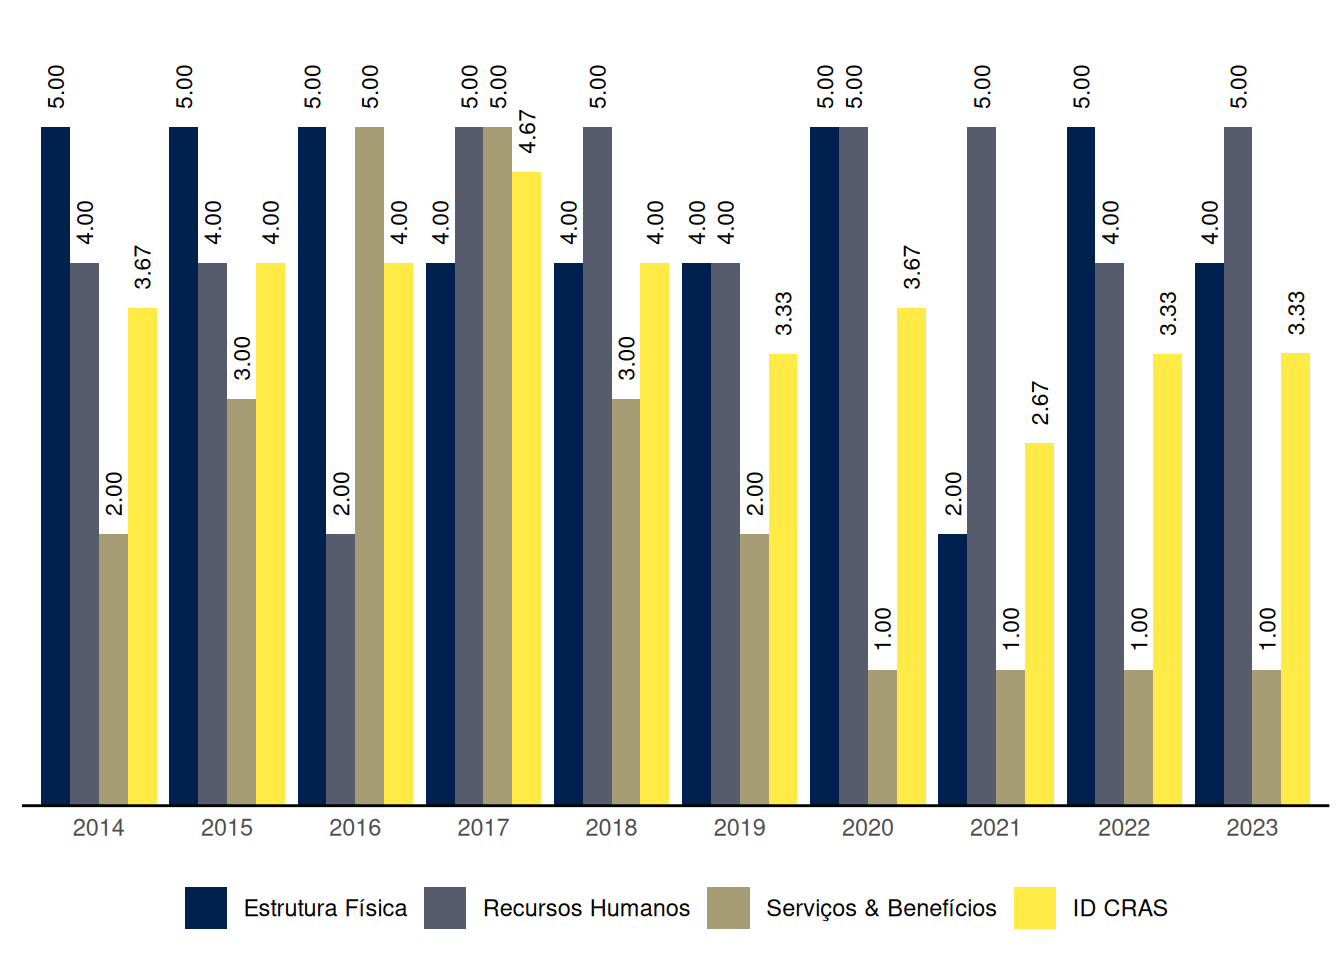 5.00 4.00 2.00 3.67 5.00 4.00 3.00 4.00 5.00 2.00 5.00 4.00 4.00 5.00 5.00 4.67 4.00 5.00 3.00 4.00 4.00 4.00 2.00 3.33 5.00 5.00 1.00 3.67 2.00 5.00 1.00 2.67 5.00 4.00 1.00 3.33 4.00 5.00 1.00 3.33
2014 2015 2016 2017 2018 2019 2020 2021 2022 2023
Estrutura Física Recursos Humanos Serviços & Benefícios ID CRAS